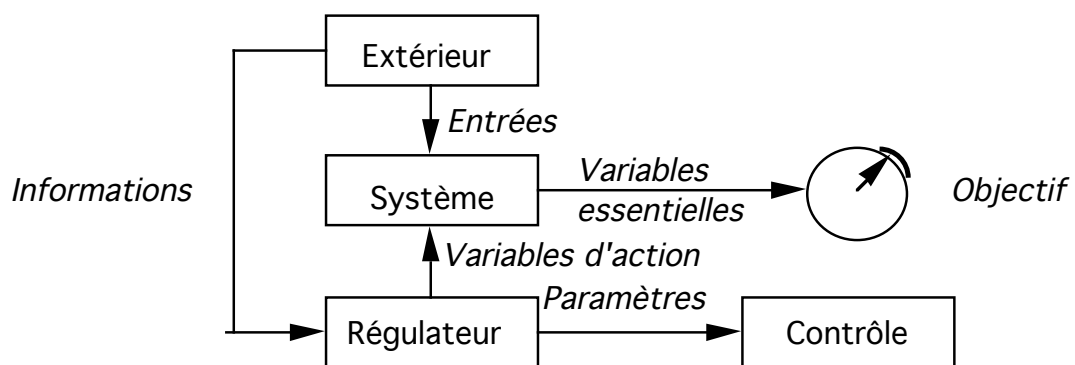 Extérieur
Entrées
Informations
Système
Variables
essentielles
Objectif
Variables d'action
Paramètres
Régulateur
Contrôle